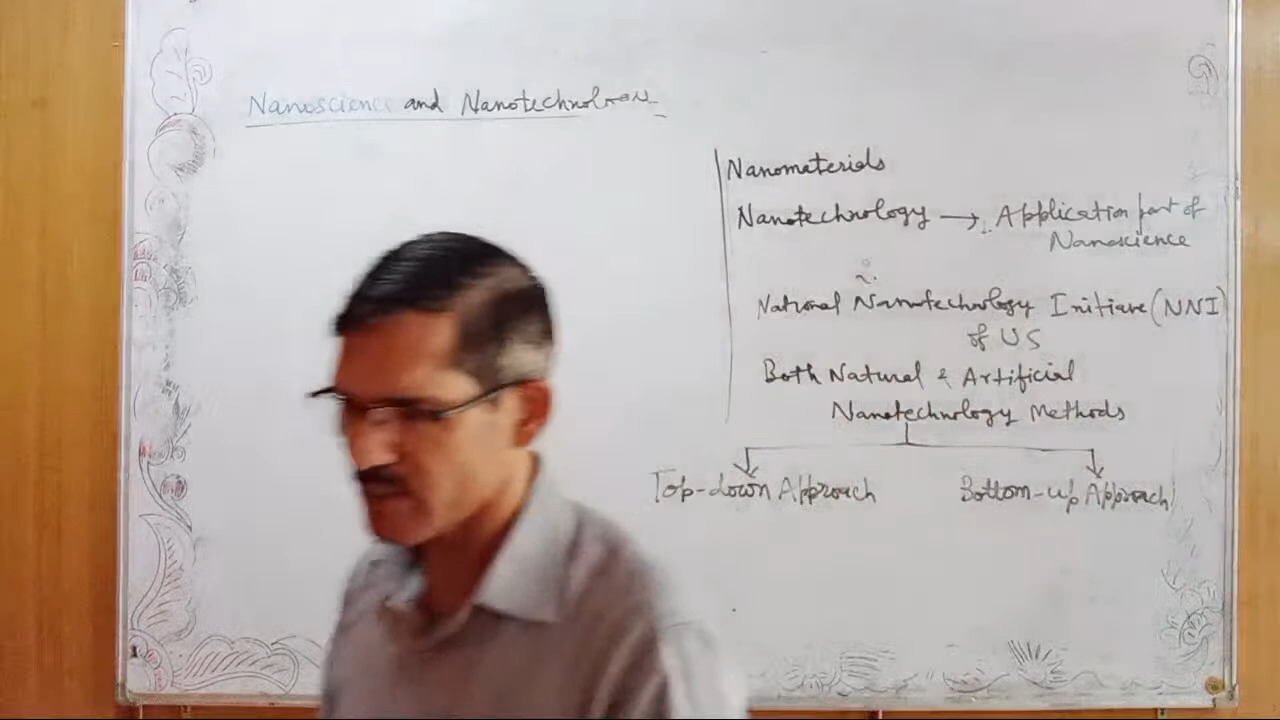 Nanoscience and Nanotechnology
Nanomaterials
Nanotechnology → Application part of
Nanoscience
National Nanotechnology Initiave (NNI)
of US
Both Natural & Artificial
Nanotechnology Methods
Top-down Approach
Bottom-up Approach